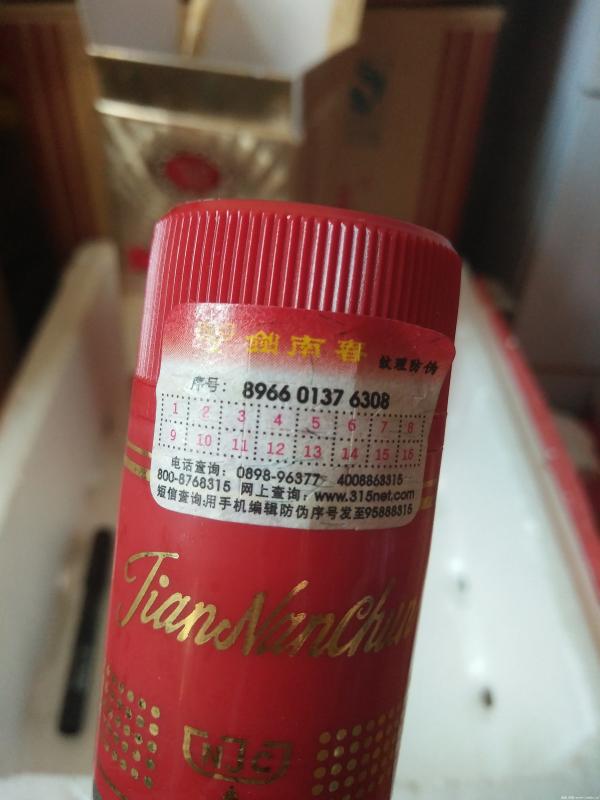 剑南春 纹理防伪
序号: 8966 0137 6308
1 2 3 4 5 6 7 8
9 10 11 12 13 14 15 16
电话查询: 0898-96377 4008863315
800-8768315 网上查询: www.315net.com
短信查询:用手机编辑防伪序号发至95888315
JianNanChun
NJC